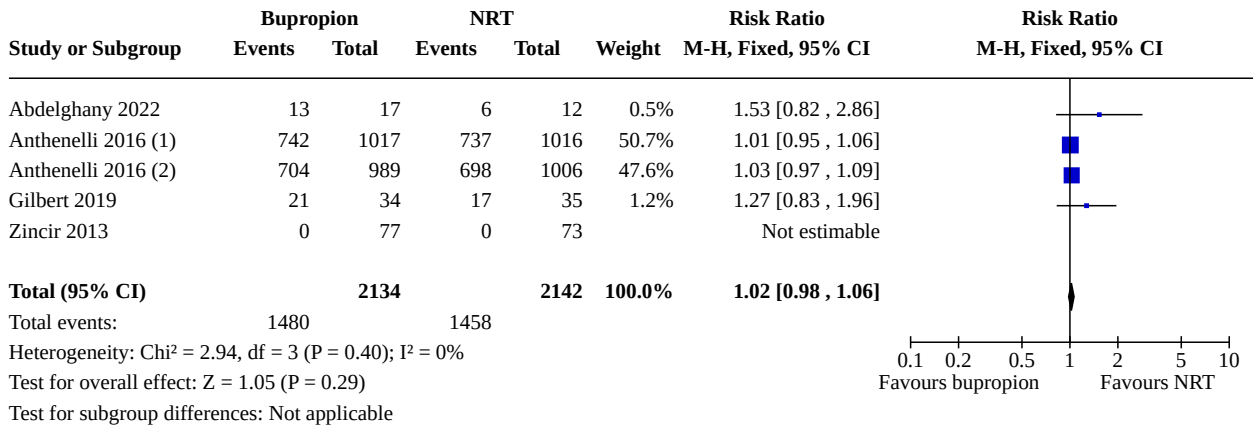 Bupropion NRT Risk Ratio Risk Ratio
Study or Subgroup Events Total Events Total Weight M-H, Fixed, 95% CI M-H, Fixed, 95% CI
Abdelghany 2022 13 17 6 12 0.5% 1.53 [0.82 , 2.86]
Anthenelli 2016 (1) 742 1017 737 1016 50.7% 1.01 [0.95 , 1.06]
Anthenelli 2016 (2) 704 989 698 1006 47.6% 1.03 [0.97 , 1.09]
Gilbert 2019 21 34 17 35 1.2% 1.27 [0.83 , 1.96]
Zincir 2013 0 77 0 73 Not estimable
Total (95% CI) 2134 2142 100.0% 1.02 [0.98 , 1.06]
Total events: 1480 1458
Heterogeneity: Chi² = 2.94, df = 3 (P = 0.40); I² = 0%
Test for overall effect: Z = 1.05 (P = 0.29)
Test for subgroup differences: Not applicable
0.1 0.2 0.5 1 2 5 10
Favours bupropion Favours NRT